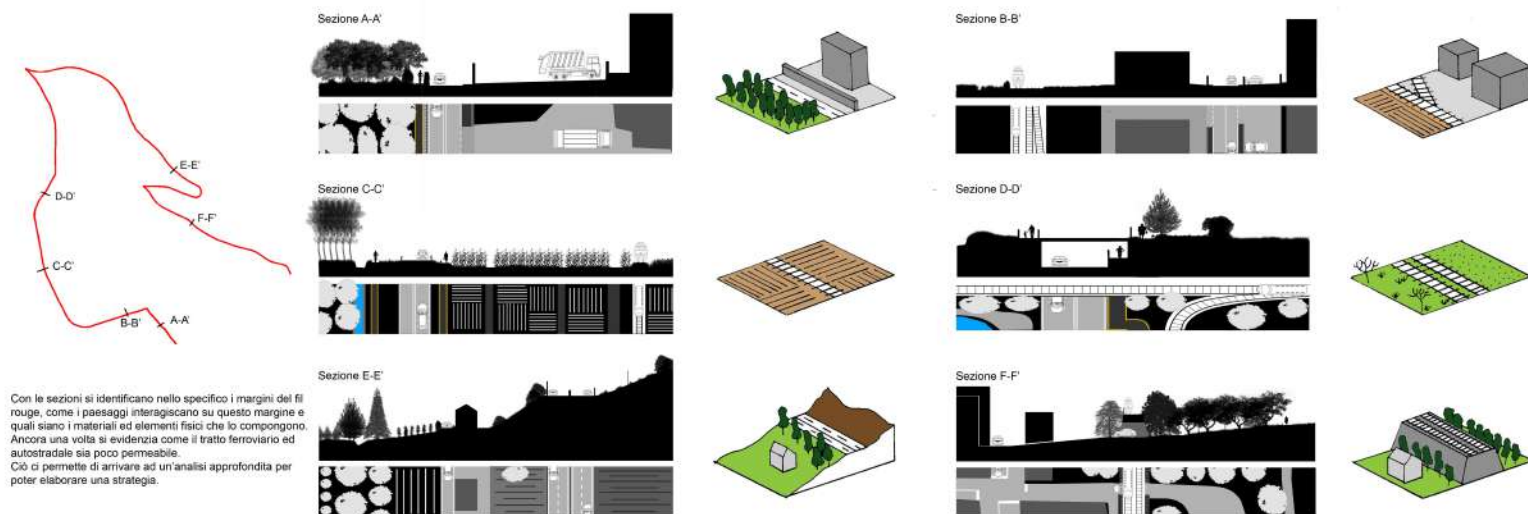 Sezione A-A'
Sezione B-B'
E-E'
D-D'
F-F'
C-C'
B-B'
A-A'
Sezione C-C'
Sezione D-D'
Sezione E-E'
Sezione F-F'
Con le sezioni si identificano nello specifico i margini del fil
rouge, come i paesaggi interagiscano su questo margine e
quali siano i materiali ed elementi fisici che lo compongono.
Ancora una volta si evidenzia come il tratto ferroviario ed
autostradale sia poco permeabile.
Ciò ci permette di arrivare ad un'analisi approfondita per
poter elaborare una strategia.